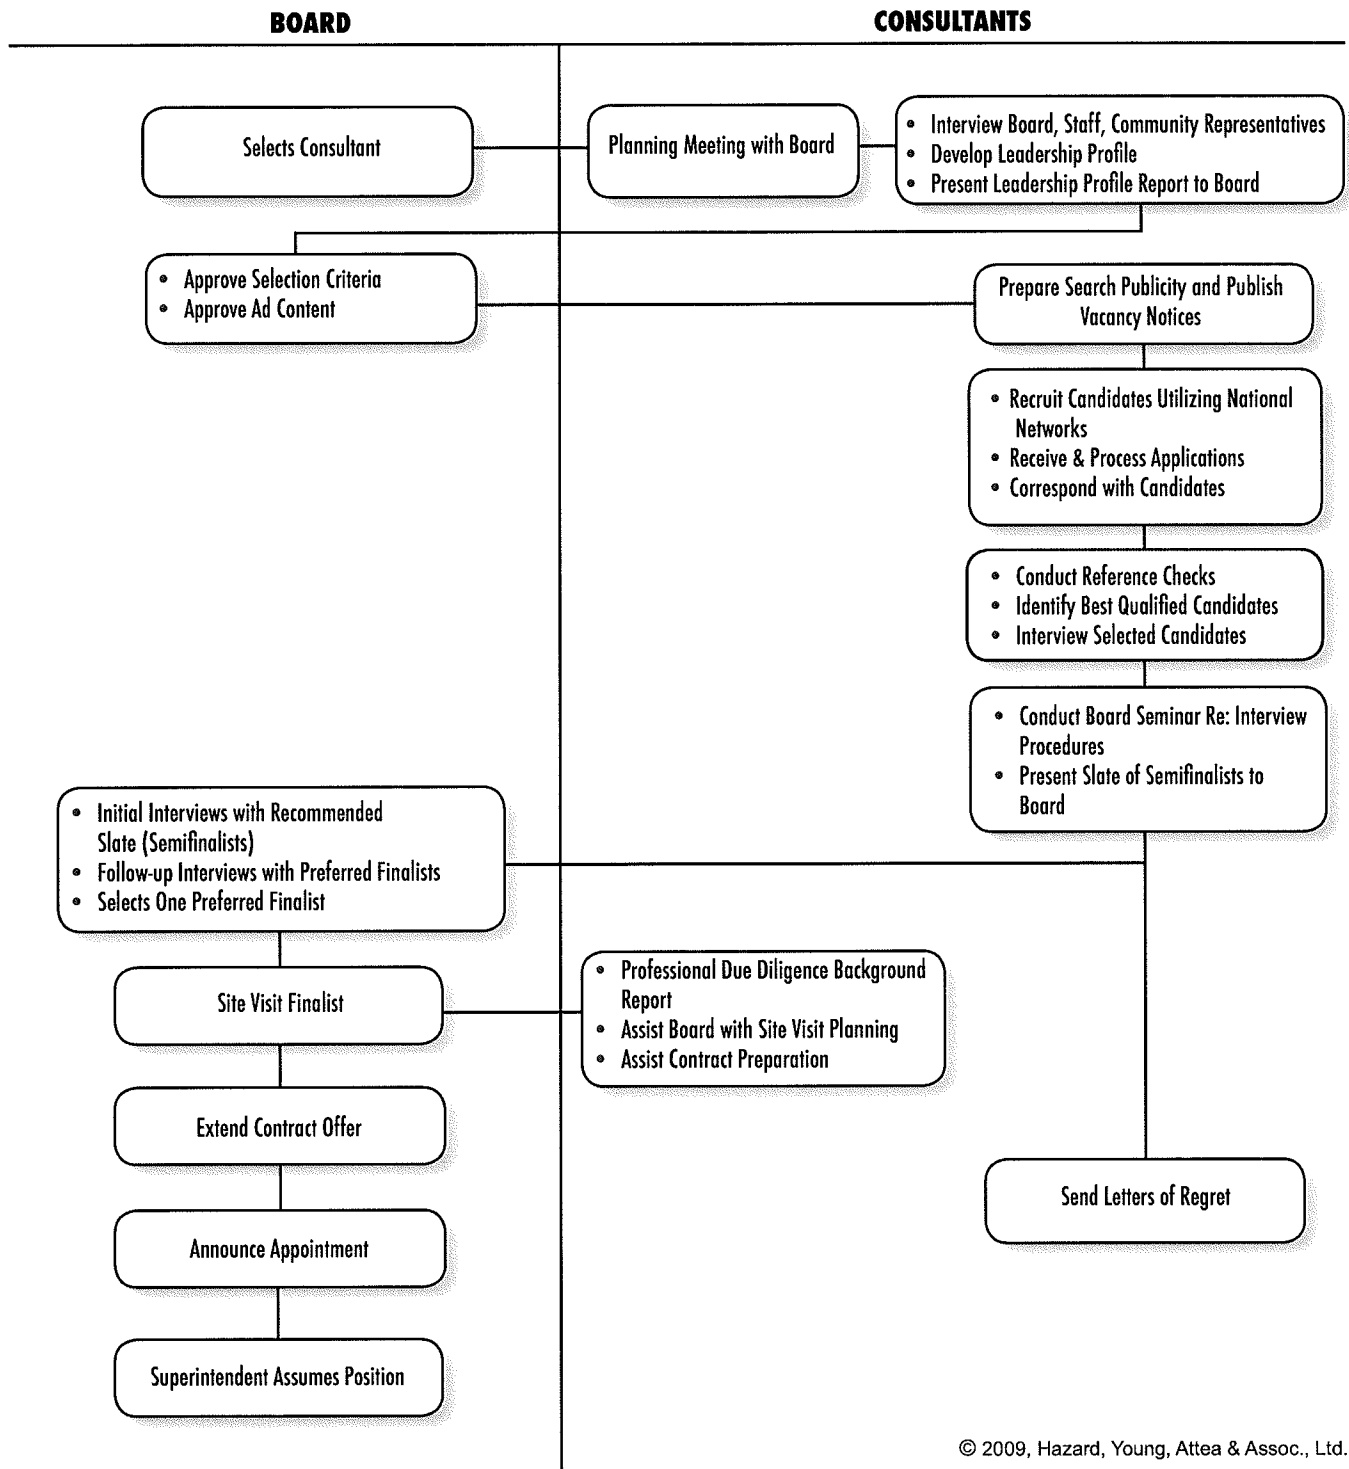 BOARD
CONSULTANTS
Selects Consultant
Planning Meeting with Board
• Interview Board, Staff, Community Representatives
• Develop Leadership Profile
• Present Leadership Profile Report to Board
• Approve Selection Criteria
• Approve Ad Content
Prepare Search Publicity and Publish
Vacancy Notices
• Recruit Candidates Utilizing National
Networks
• Receive & Process Applications
• Correspond with Candidates
• Conduct Reference Checks
• Identify Best Qualified Candidates
• Interview Selected Candidates
• Conduct Board Seminar Re: Interview
Procedures
• Present Slate of Semifinalists to
Board
• Initial Interviews with Recommended
Slate (Semifinalists)
• Follow-up Interviews with Preferred Finalists
• Selects One Preferred Finalist
Site Visit Finalist
• Professional Due Diligence Background
Report
• Assist Board with Site Visit Planning
• Assist Contract Preparation
Extend Contract Offer
Send Letters of Regret
Announce Appointment
Superintendent Assumes Position
© 2009, Hazard, Young, Attea & Assoc., Ltd.